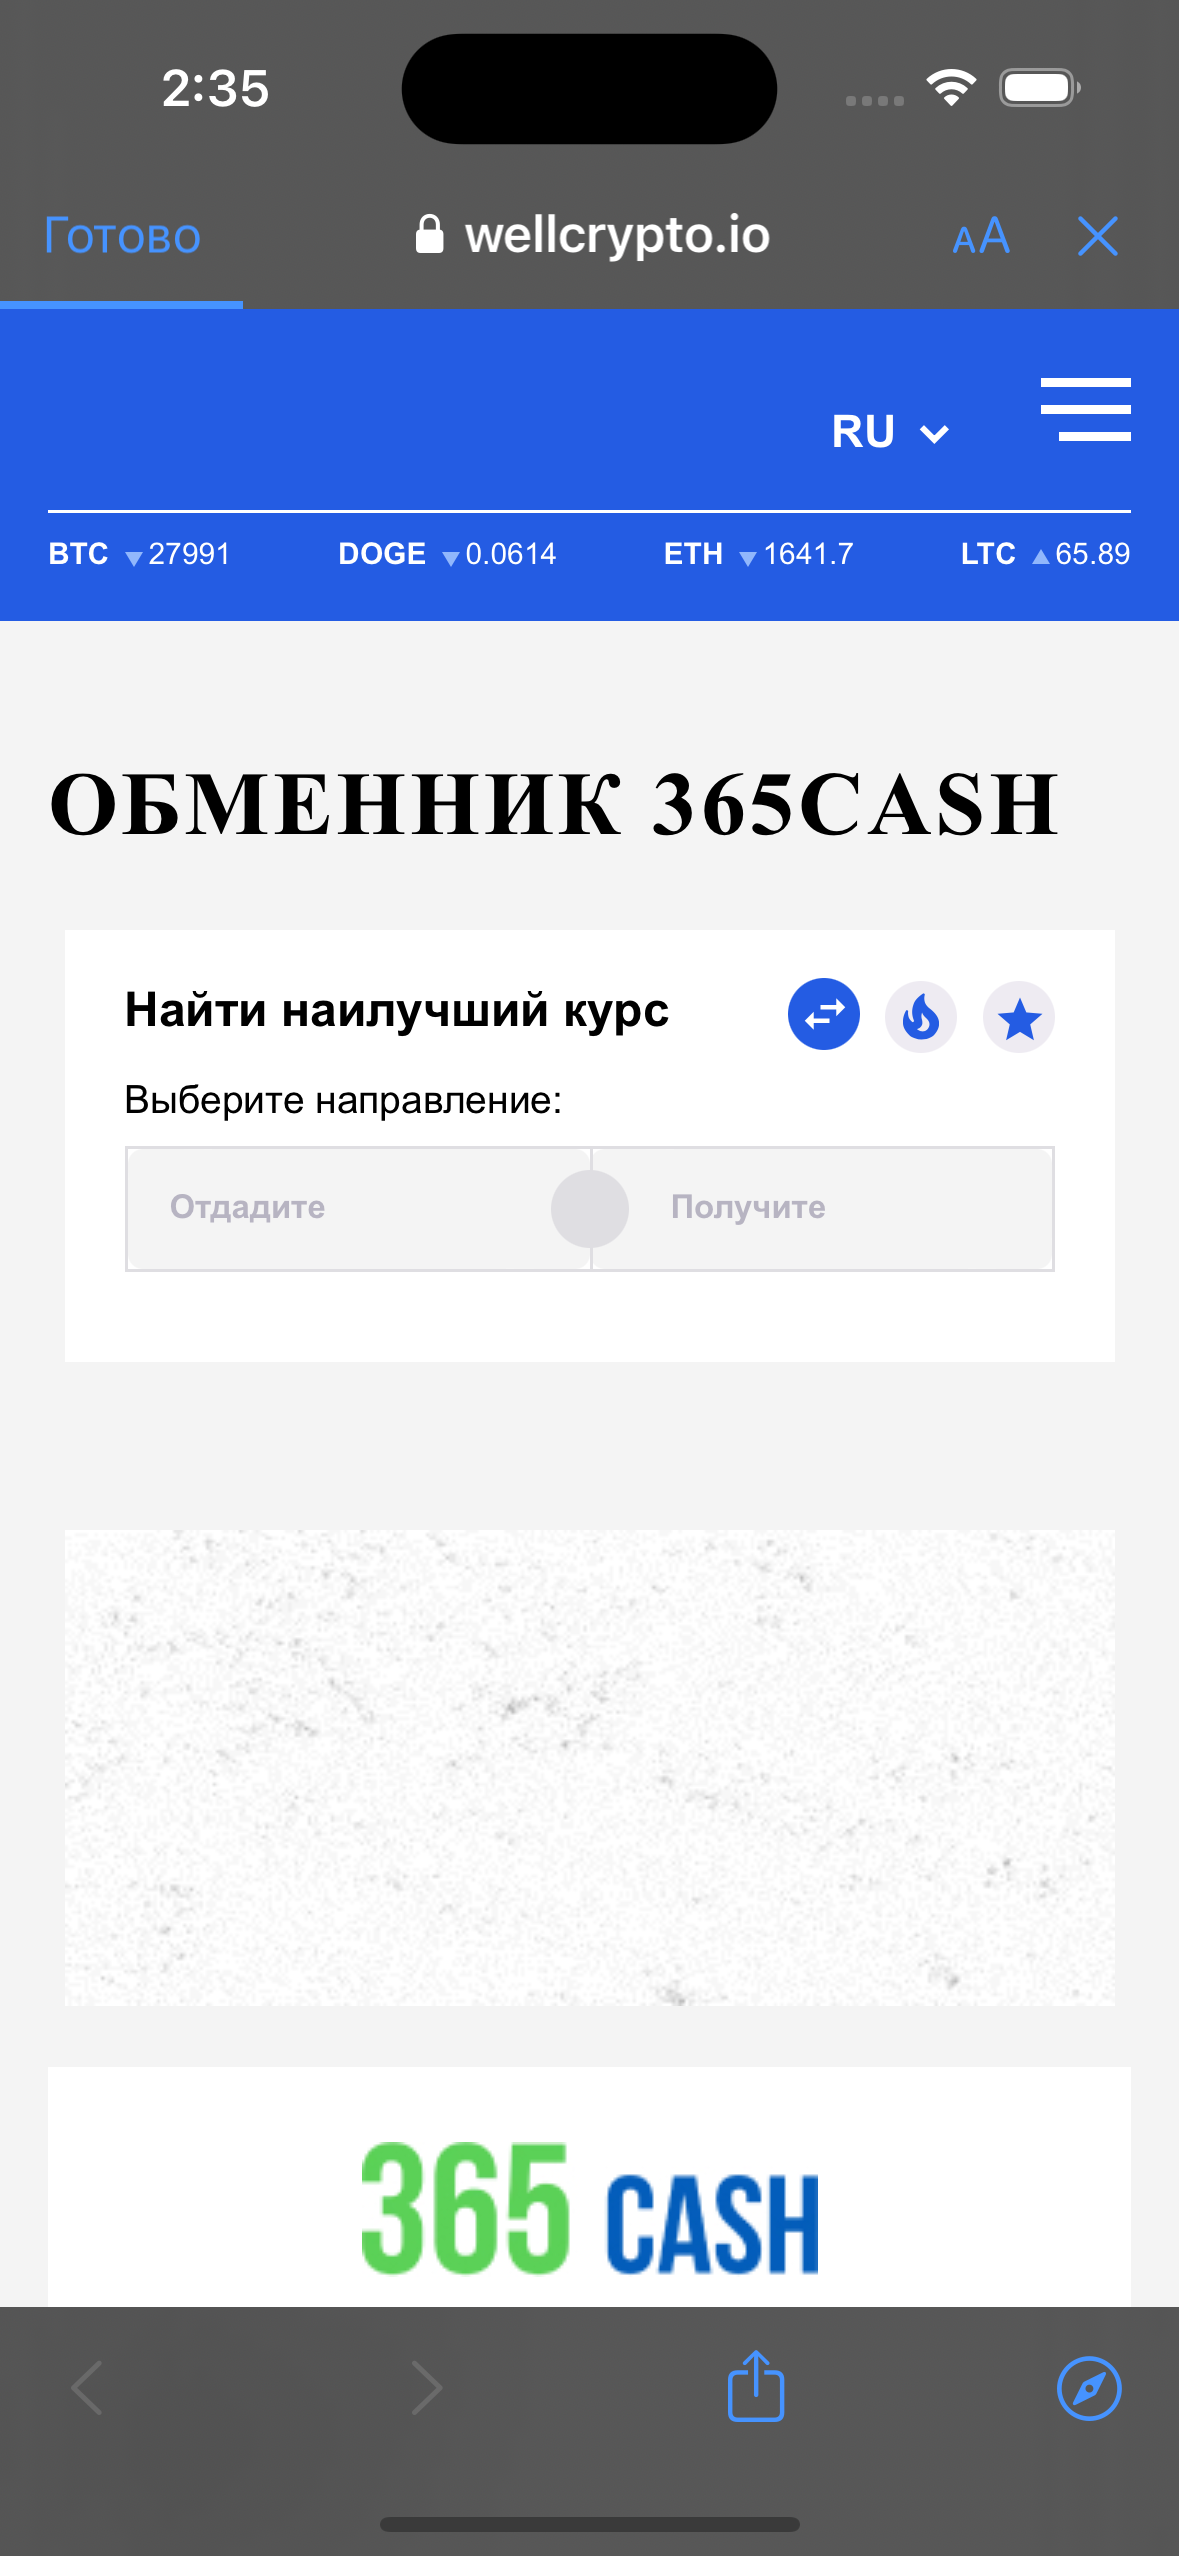 2:35
Готово wellcrypto.io AA
RU
BTC 27991 DOGE 0.0614 ETH 1641.7 LTC 65.89
ОБМЕННИК 365CASH
Найти наилучший курс
Выберите направление:
Отдадите Получите
365 CASH